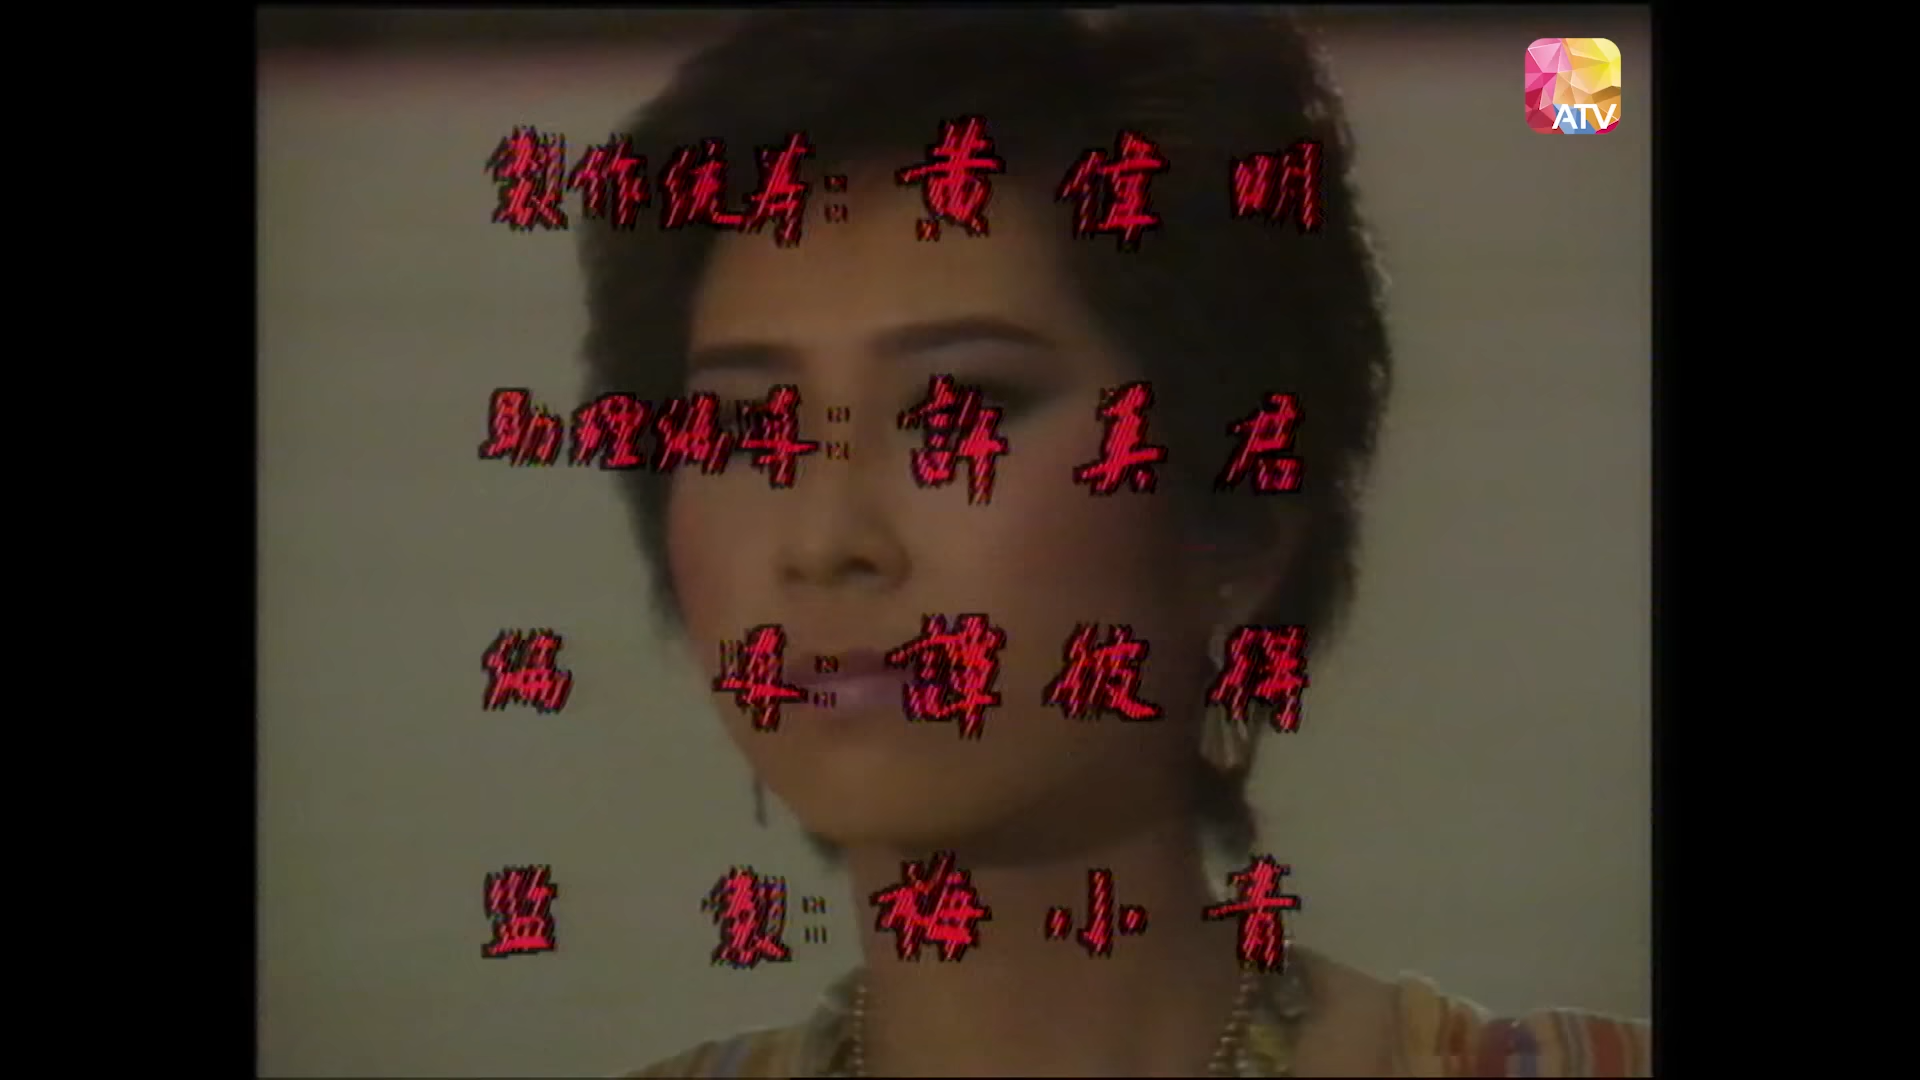 ATV
製作統籌：黃偉明
助理編導：許美君
編導：譚彼得
監製：梅小青